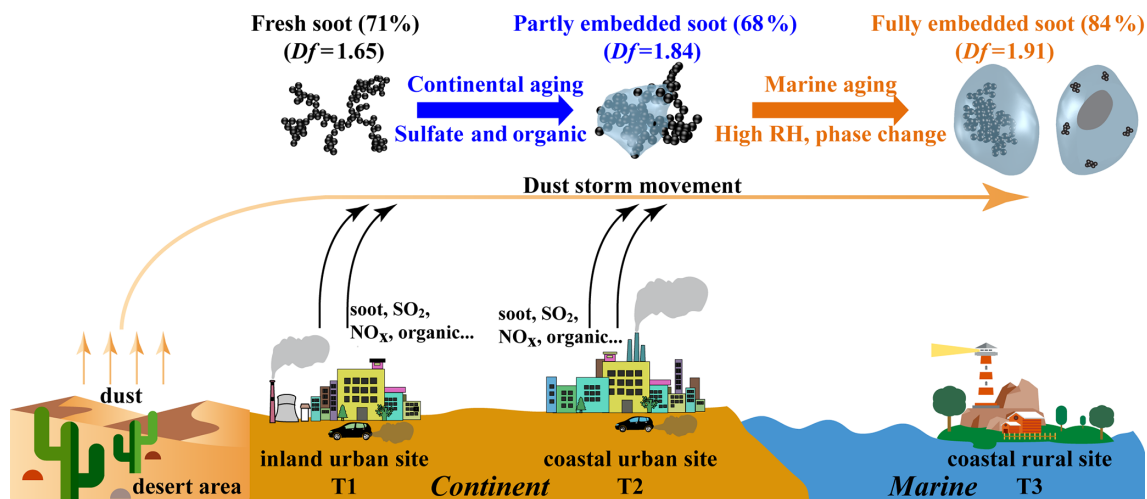 Fresh soot (71%)
(Df=1.65)
Partly embedded soot (68%)
(Df=1.84)
Fully embedded soot (84%)
(Df=1.91)
Continental aging
Sulfate and organic
Marine aging
High RH, phase change
Dust storm movement
soot, SO₂,
NOₓ, organic...
soot, SO₂,
NOₓ, organic...
dust
desert area
inland urban site
T1
Continent
coastal urban site
T2
Marine
coastal rural site
T3